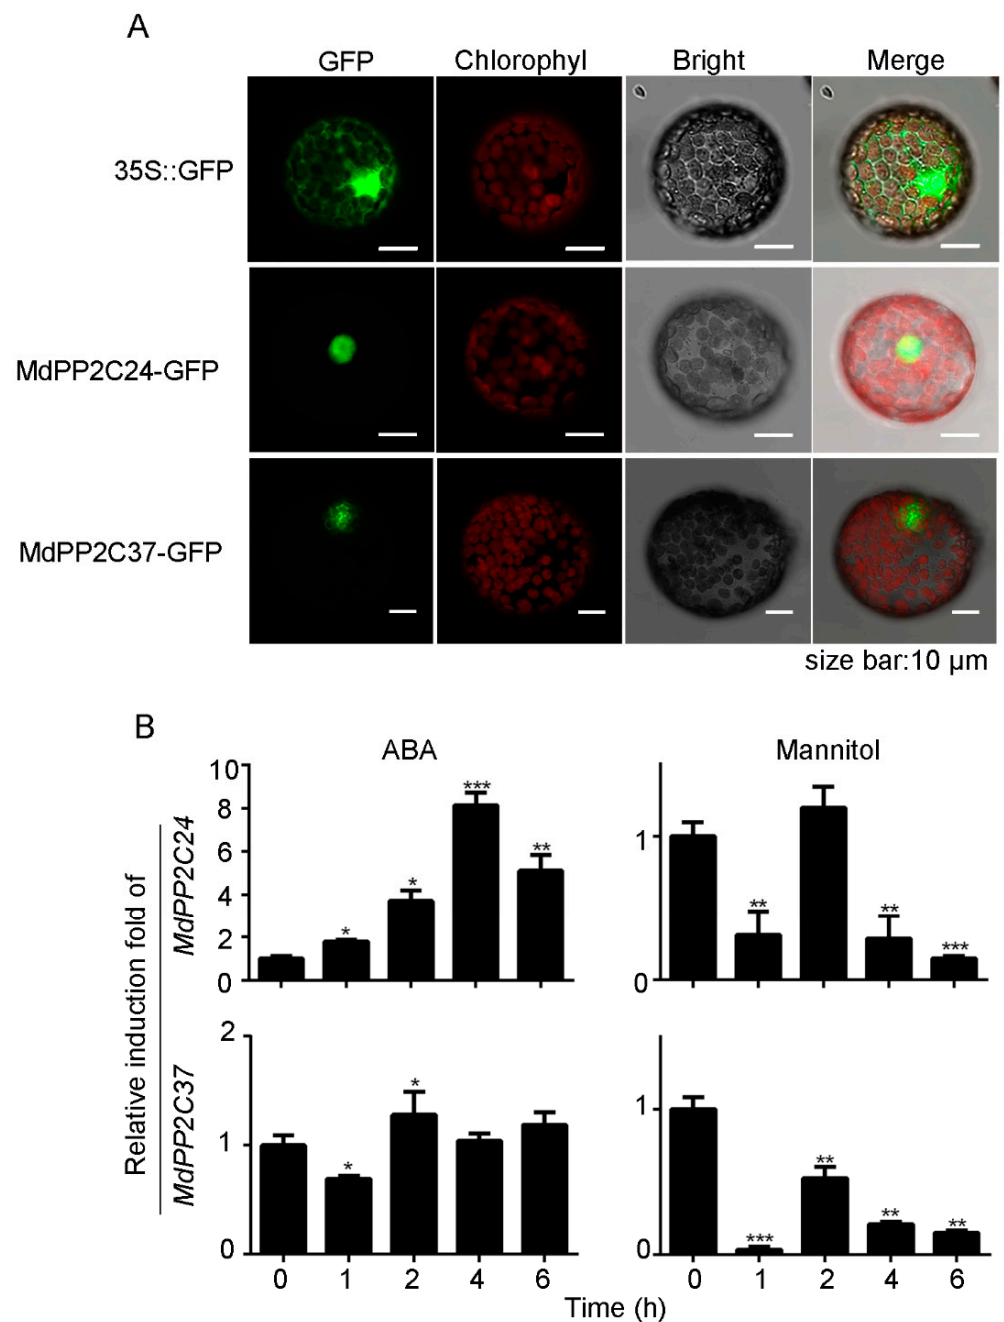 A
GFP Chlorophyl Bright Merge
35S::GFP
MdPP2C24-GFP
MdPP2C37-GFP
size bar:10 µm
B
ABA Mannitol
Relative induction fold of
MdPP2C24
10
8
6
4
2
0
* * *** **
1
0
** ** ***
MdPP2C37
2
1
0
* *
1
0
*** ** ** **
0 1 2 4 6
0 1 2 4 6
Time (h)